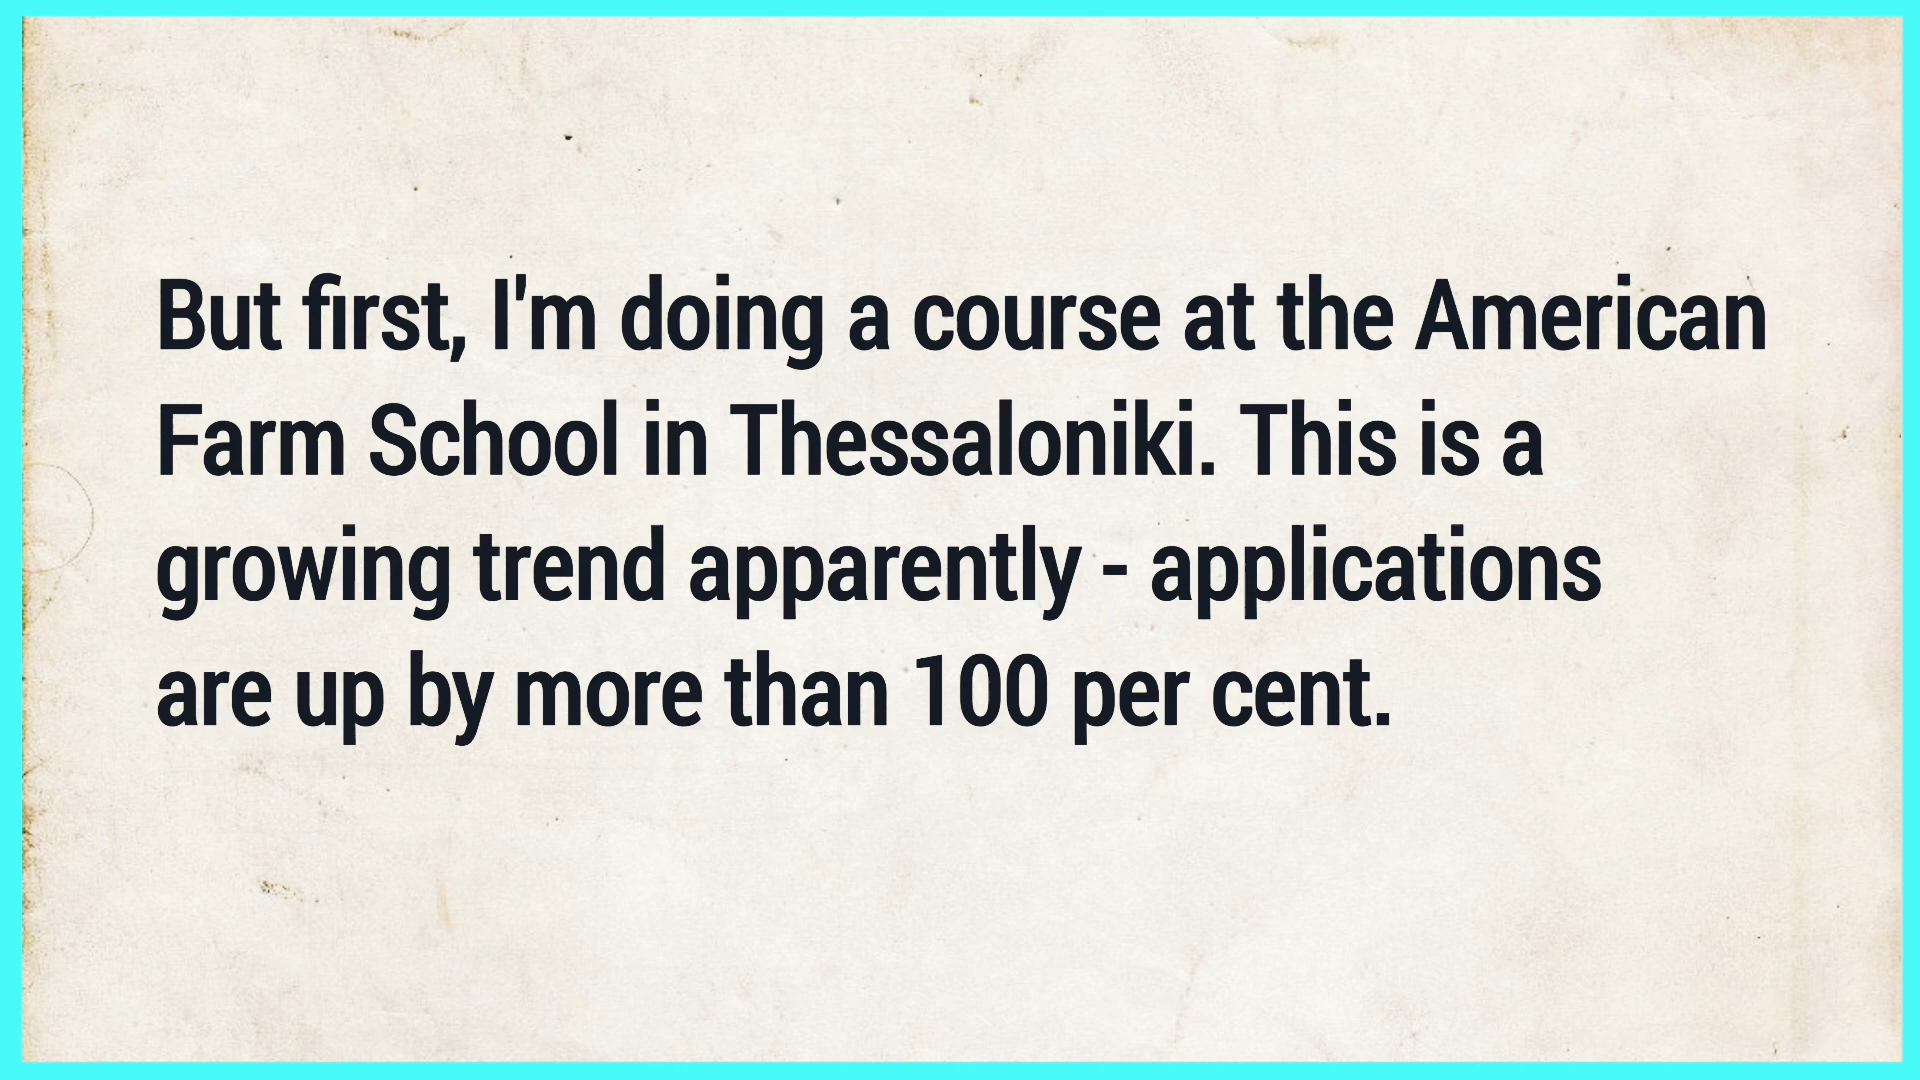 But first, I'm doing a course at the American
Farm School in Thessaloniki. This is a
growing trend apparently - applications
are up by more than 100 per cent.